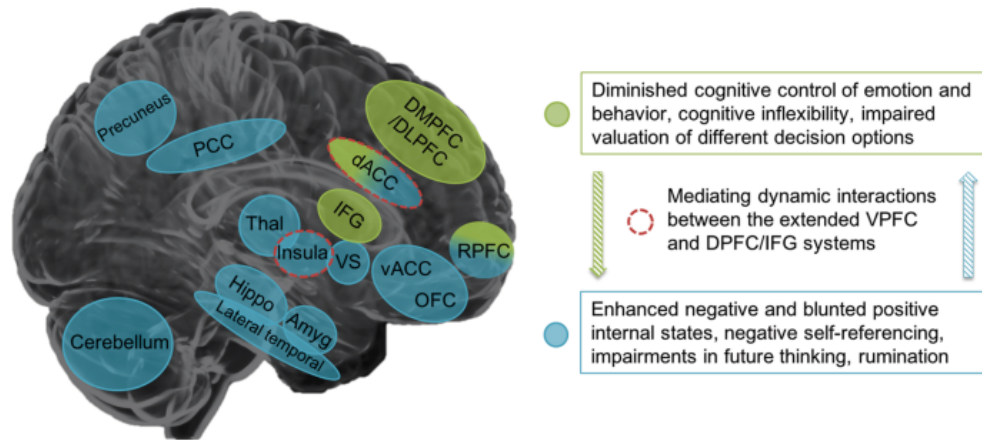 Precuneus
PCC
DMPFC
/DLPFC
dACC
IFG
Thal
Insula
VS
RPFC
vACC
OFC
Hippo
Amyg
Lateral temporal
Cerebellum
Diminished cognitive control of emotion and
behavior, cognitive inflexibility, impaired
valuation of different decision options
Mediating dynamic interactions
between the extended VPFC
and DPFC/IFG systems
Enhanced negative and blunted positive
internal states, negative self-referencing,
impairments in future thinking, rumination